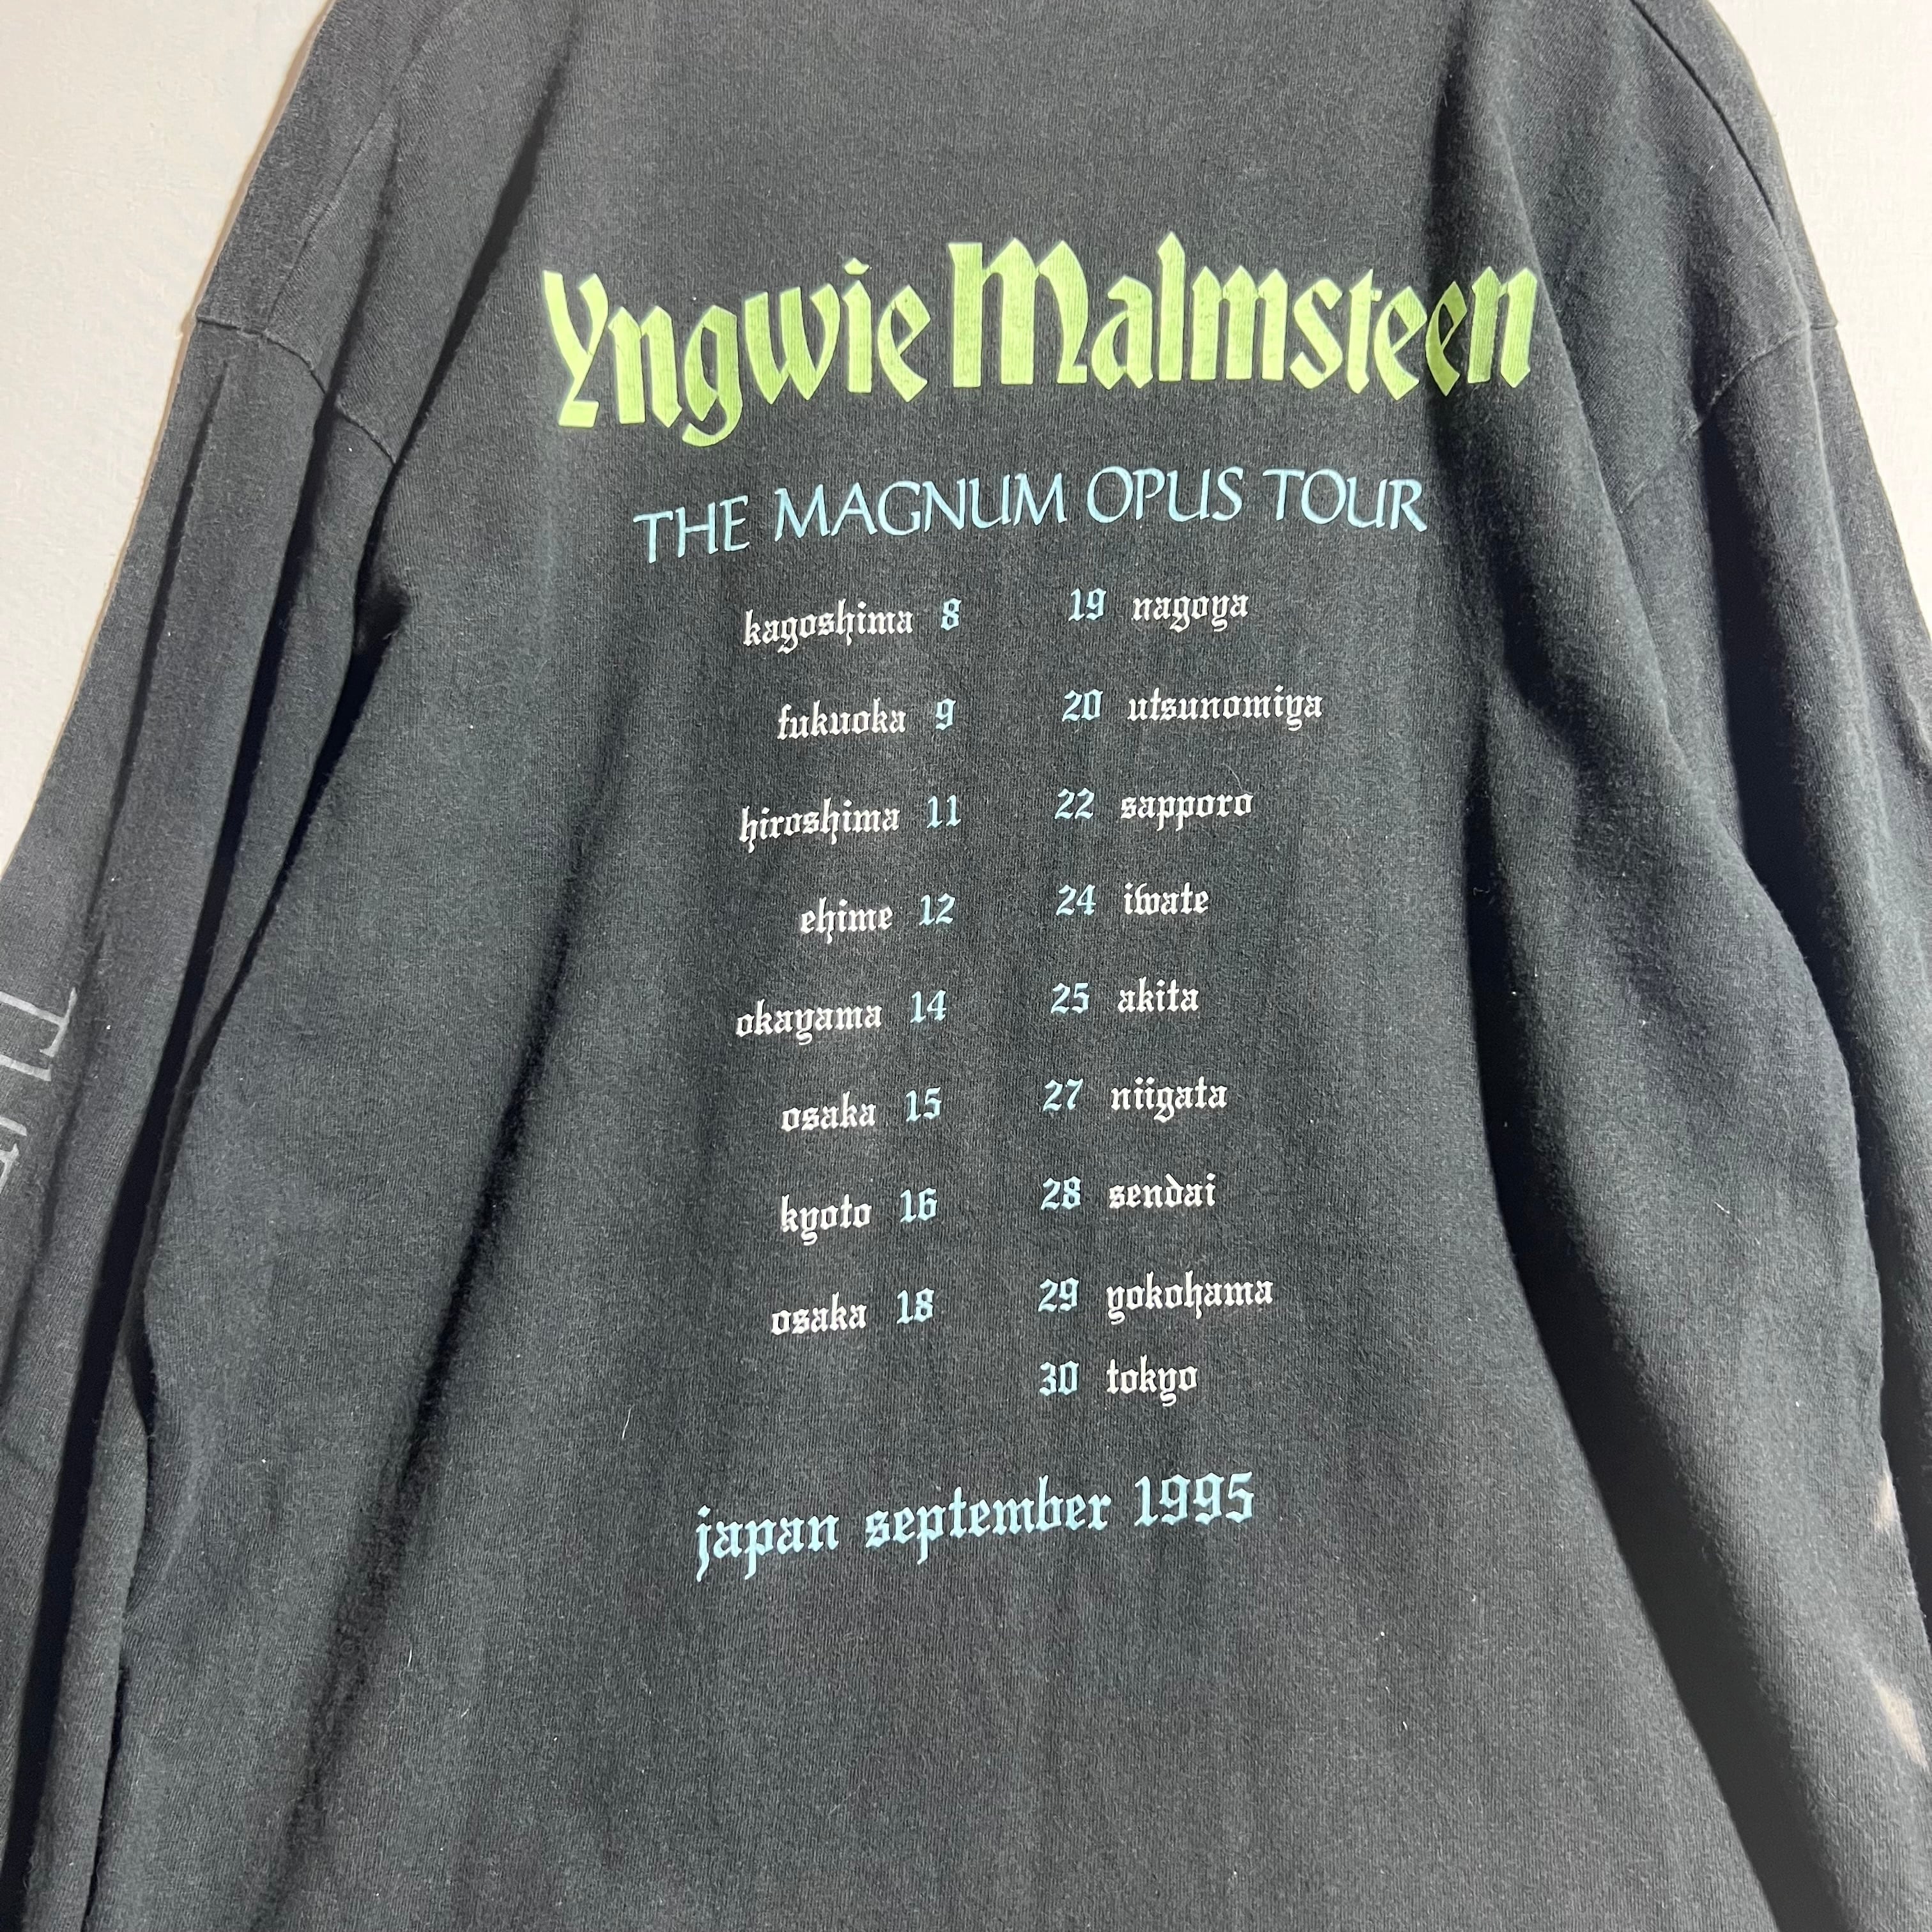 Yngwie Malmsteen
THE MAGNUM OPUS TOUR
kagoshima 8
fukuoka 9
hiroshima 11
ehime 12
okayama 14
osaka 15
kyoto 16
osaka 18
19 nagoya
20 utsunomiya
22 sapporo
24 iwate
25 akita
27 niigata
28 sendai
29 yokohama
30 tokyo
japan september 1995